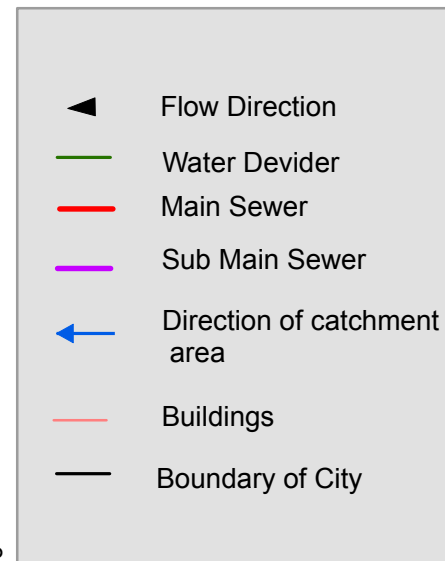 Flow Direction
Water Devider
Main Sewer
Sub Main Sewer
Direction of catchment
area
Buildings
Boundary of City